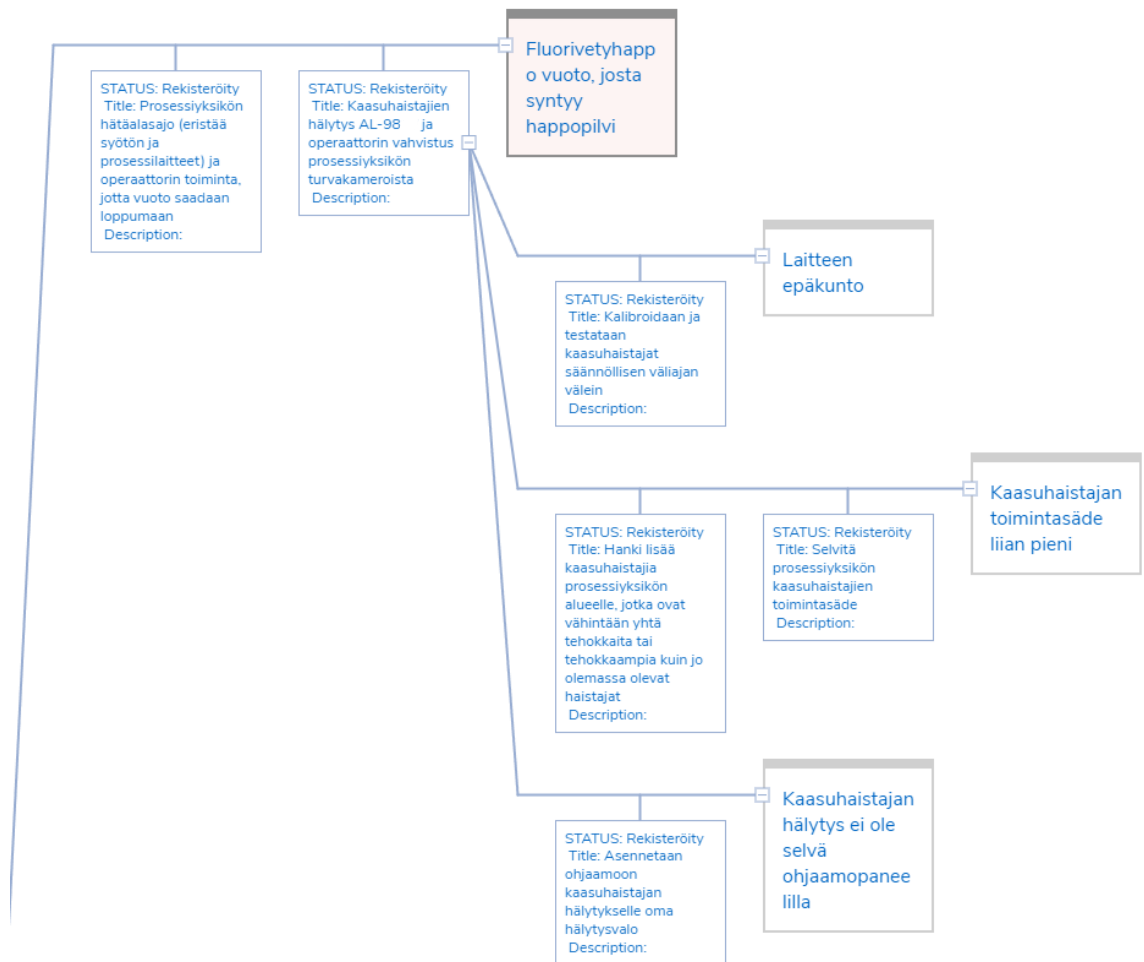 Fluorivetyhapp
o vuoto, josta
syntyy
happopilvi
STATUS: Rekisteröity
Title: Prosessiyksikön
hätäalasajo (eristää
syötön ja
prosessilaitteet) ja
operaattorin toiminta,
jotta vuoto saadaan
loppumaan
Description:
STATUS: Rekisteröity
Title: Kaasuhaistajien
hälytys AL-98 ja
operaattorin vahvistus
prosessiyksikön
turvakameroista
Description:
Laitteen
epäkunto
STATUS: Rekisteröity
Title: Kalibroidaan ja
testataan
kaasuhaistajat
säännöllisen väliajan
välein
Description:
Kaasuhaistajan
toimintasäde
liian pieni
STATUS: Rekisteröity
Title: Hanki lisää
kaasuhaistajia
prosessiyksikön
alueelle, jotka ovat
vähintään yhtä
tehokkaita tai
tehokkaampia kuin jo
olemassa olevat
haistajat
Description:
STATUS: Rekisteröity
Title: Selvitä
prosessiyksikön
kaasuhaistajien
toimintasäde
Description:
Kaasuhaistajan
hälytys ei ole
selvä
ohjaamopanee
lilla
STATUS: Rekisteröity
Title: Asennetaan
ohjaamoon
kaasuhaistajan
hälytykselle oma
hälytysvalo
Description: